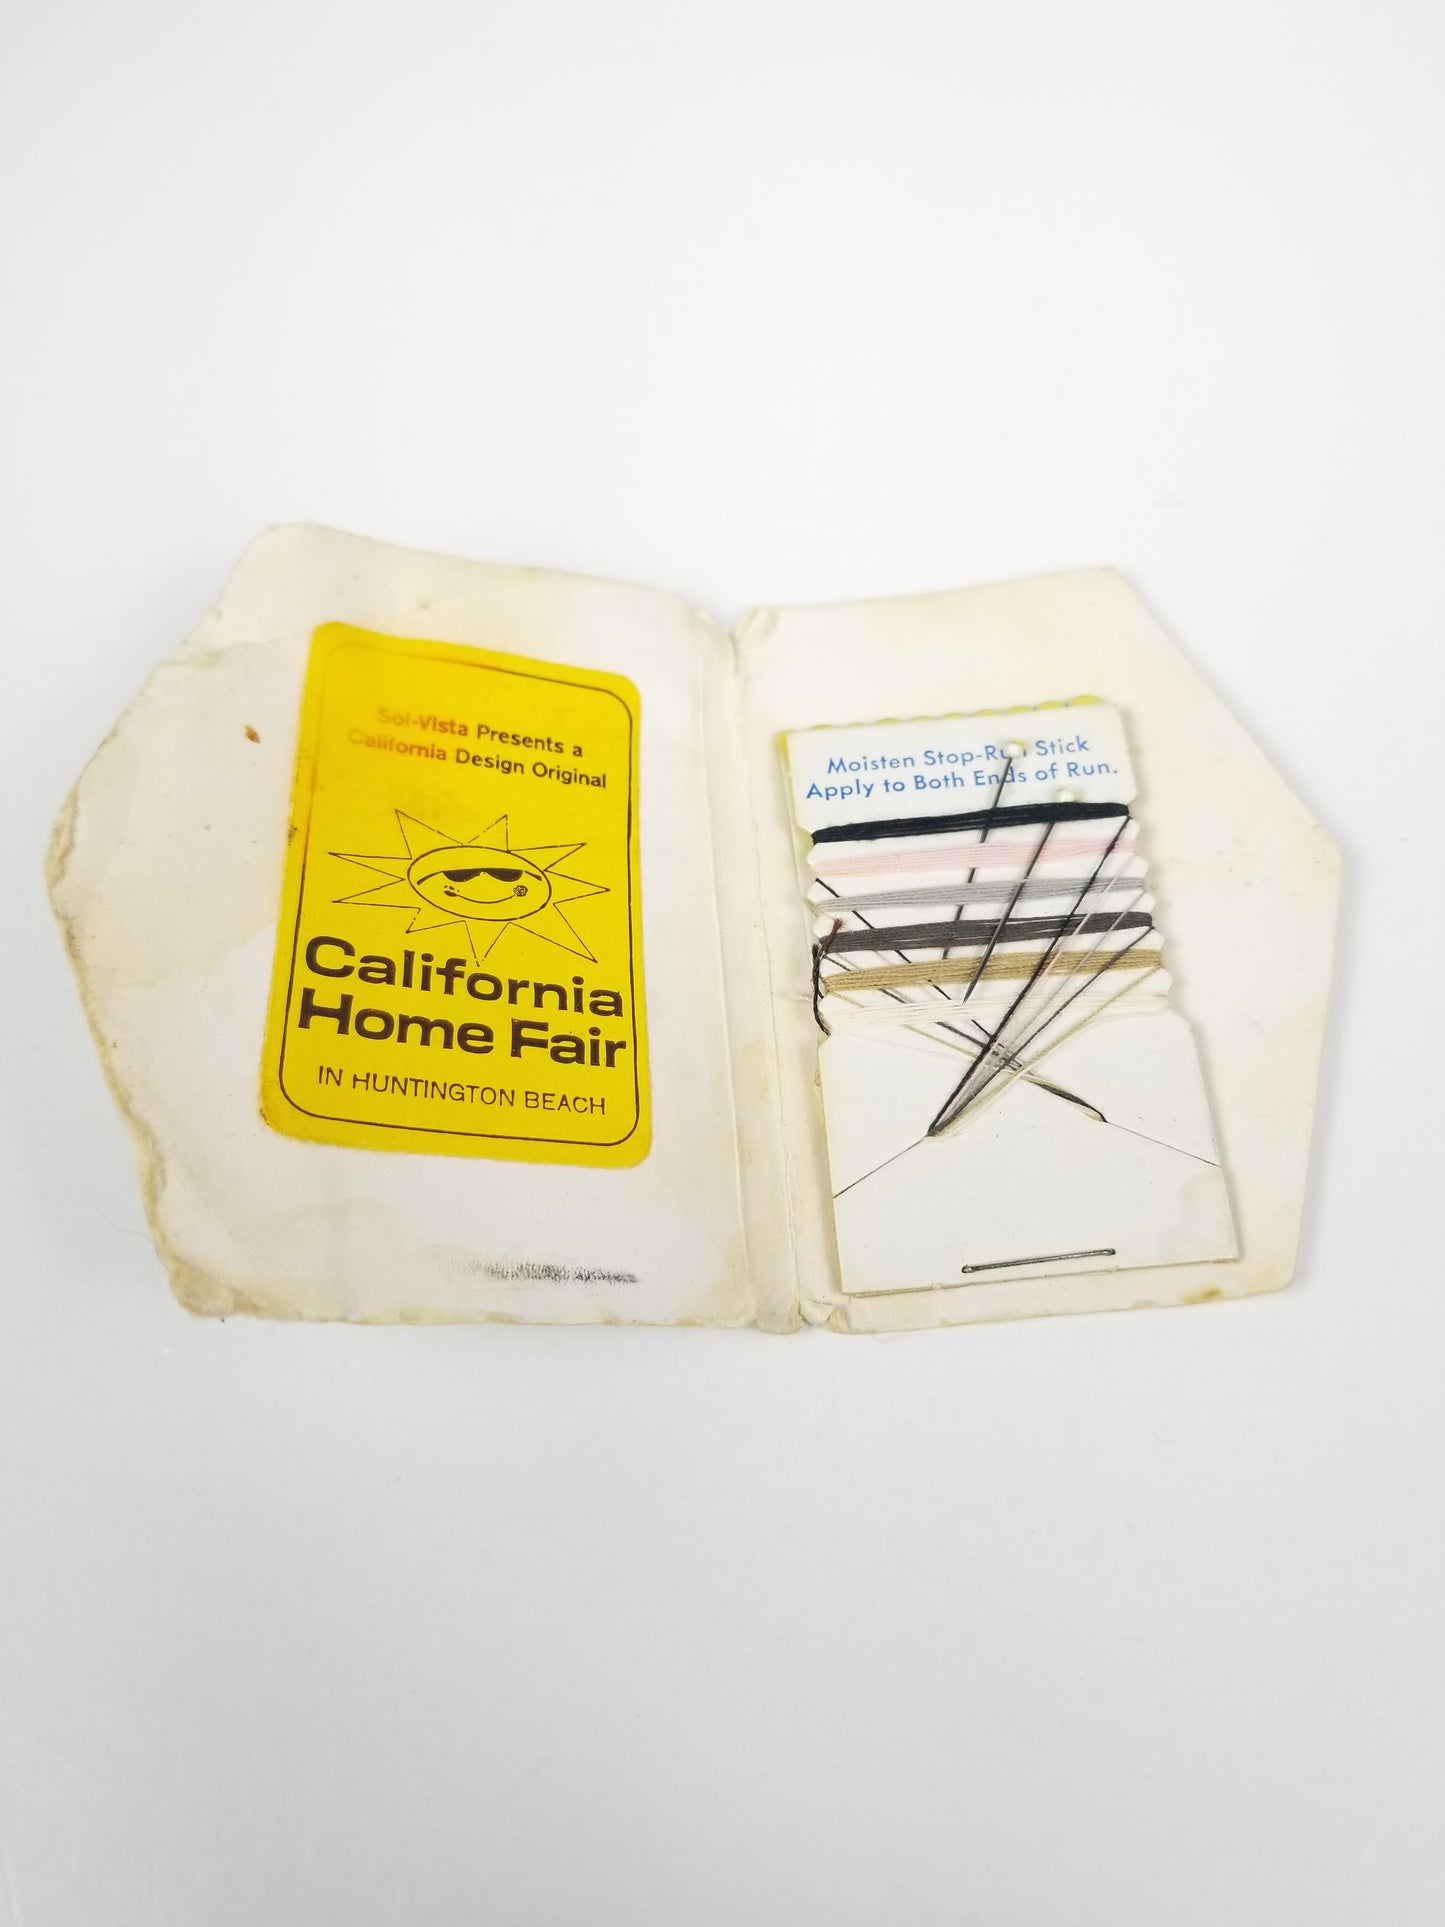 Sol-Vista Presents a
California Design Original
California
Home Fair
IN HUNTINGTON BEACH
Moisten Stop-Run Stick
Apply to Both Ends of Run.